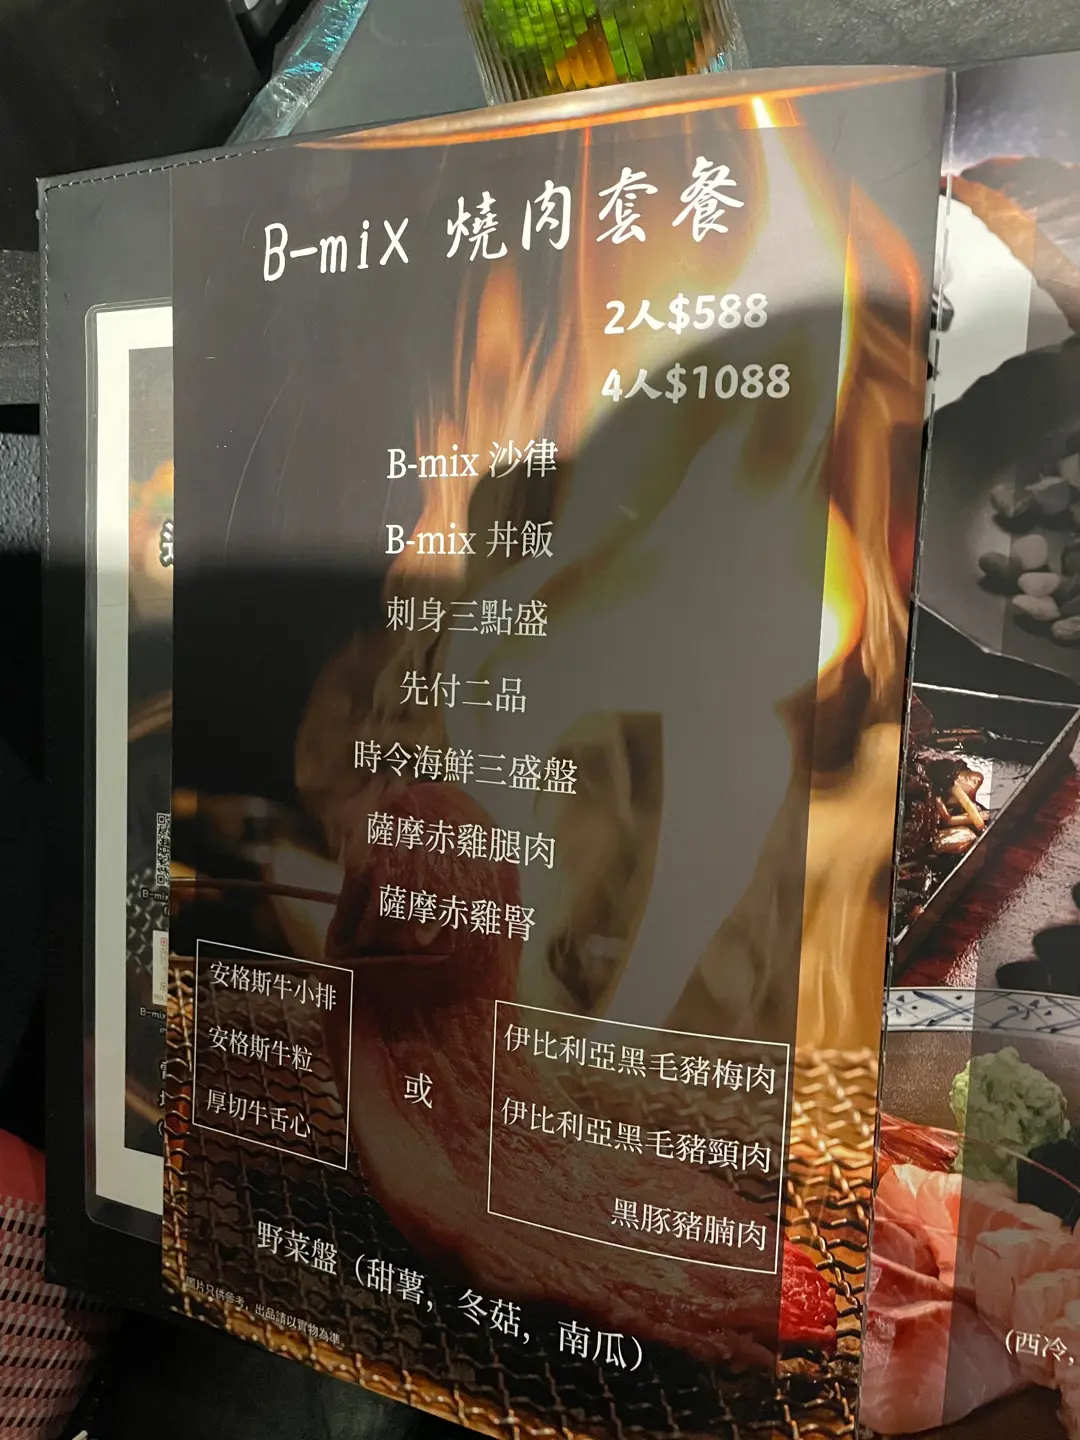 B-mix 燒肉套餐
2人$588
4人$1088
B-mix 沙律
B-mix 丼飯
刺身三點盛
先付二品
時令海鮮三盛盤
薩摩赤雞腿肉
薩摩赤雞腎
安格斯牛小排
安格斯牛粒
厚切牛舌心
或
伊比利亞黑毛豬梅肉
伊比利亞黑毛豬頸肉
黑豚豬腩肉
野菜盤（甜薯，冬菇，南瓜）
圖片只供參考，出品請以實物為準。
B-mix
B-mix
(西冷,